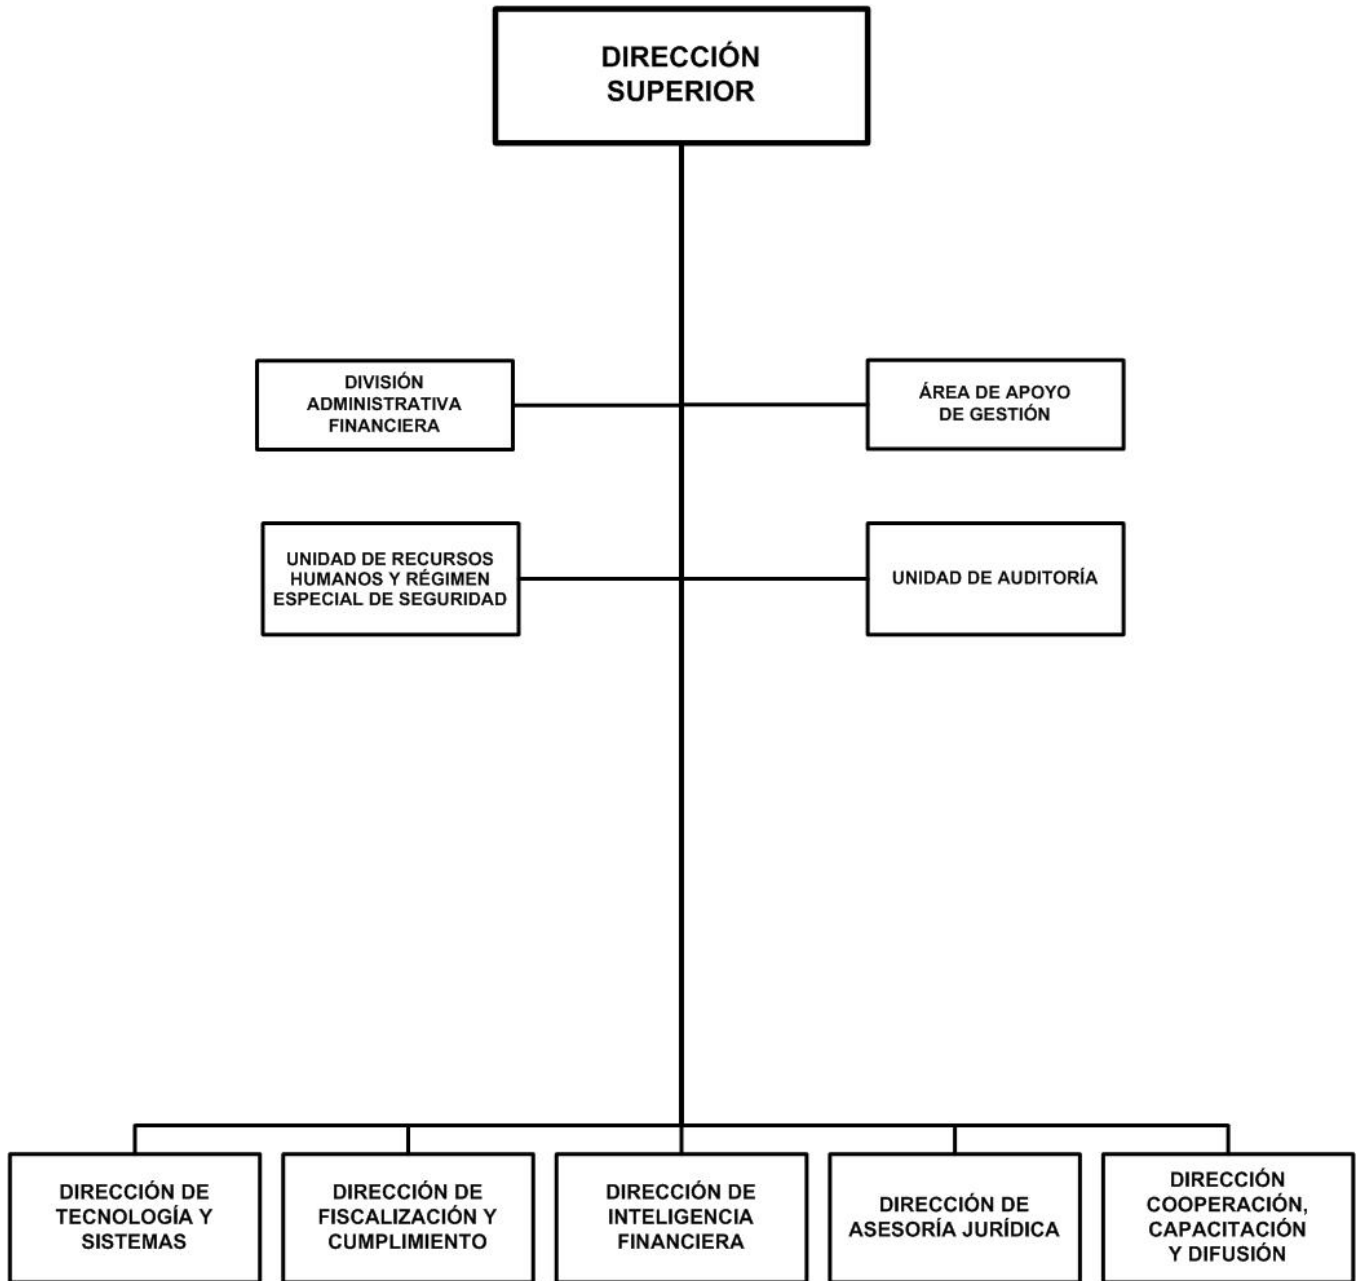 DIRECCIÓN
SUPERIOR
DIVISIÓN
ADMINISTRATIVA
FINANCIERA
ÁREA DE APOYO
DE GESTIÓN
UNIDAD DE RECURSOS
HUMANOS Y RÉGIMEN
ESPECIAL DE SEGURIDAD
UNIDAD DE AUDITORÍA
DIRECCIÓN DE
TECNOLOGÍA Y
SISTEMAS
DIRECCIÓN DE
FISCALIZACIÓN Y
CUMPLIMIENTO
DIRECCIÓN DE
INTELIGENCIA
FINANCIERA
DIRECCIÓN DE
ASESORÍA JURÍDICA
DIRECCIÓN
COOPERACIÓN,
CAPACITACIÓN
Y DIFUSIÓN